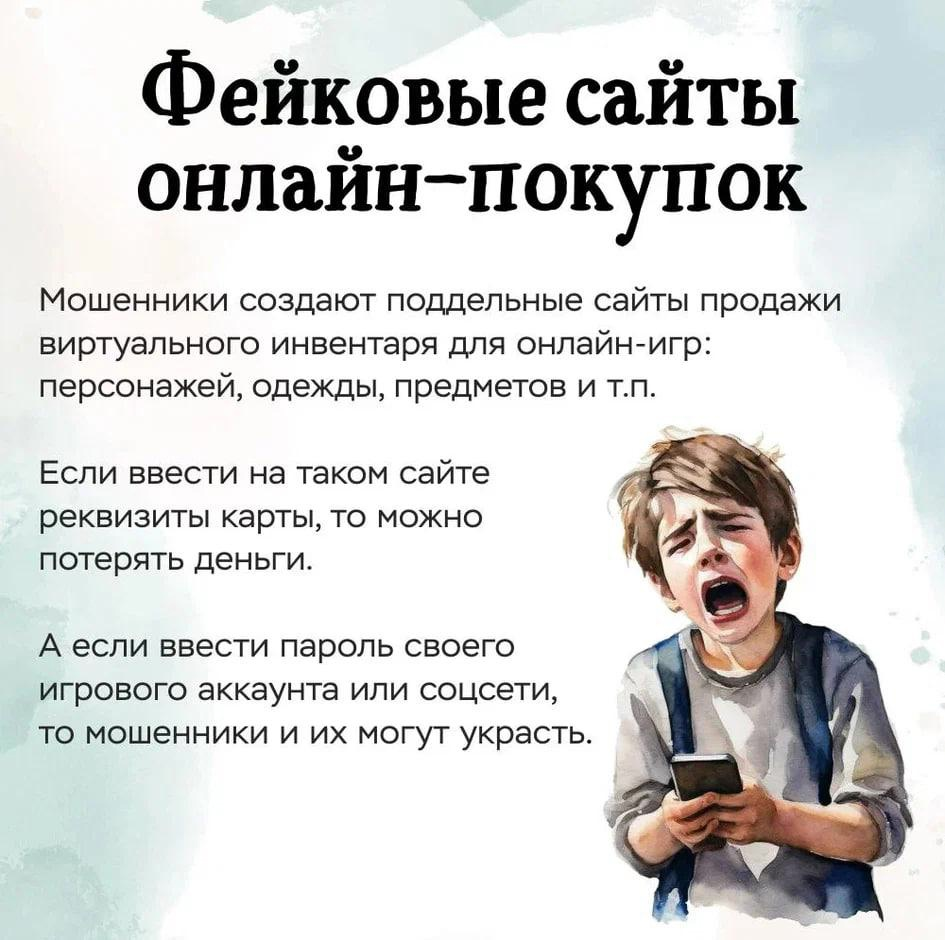 Фейковые сайты
онлайн-покупок
Мошенники создают поддельные сайты продажи
виртуального инвентаря для онлайн-игр:
персонажей, одежды, предметов и т.п.
Если ввести на таком сайте
реквизиты карты, то можно
потерять деньги.
А если ввести пароль своего
игрового аккаунта или соцсети,
то мошенники и их могут украсть.